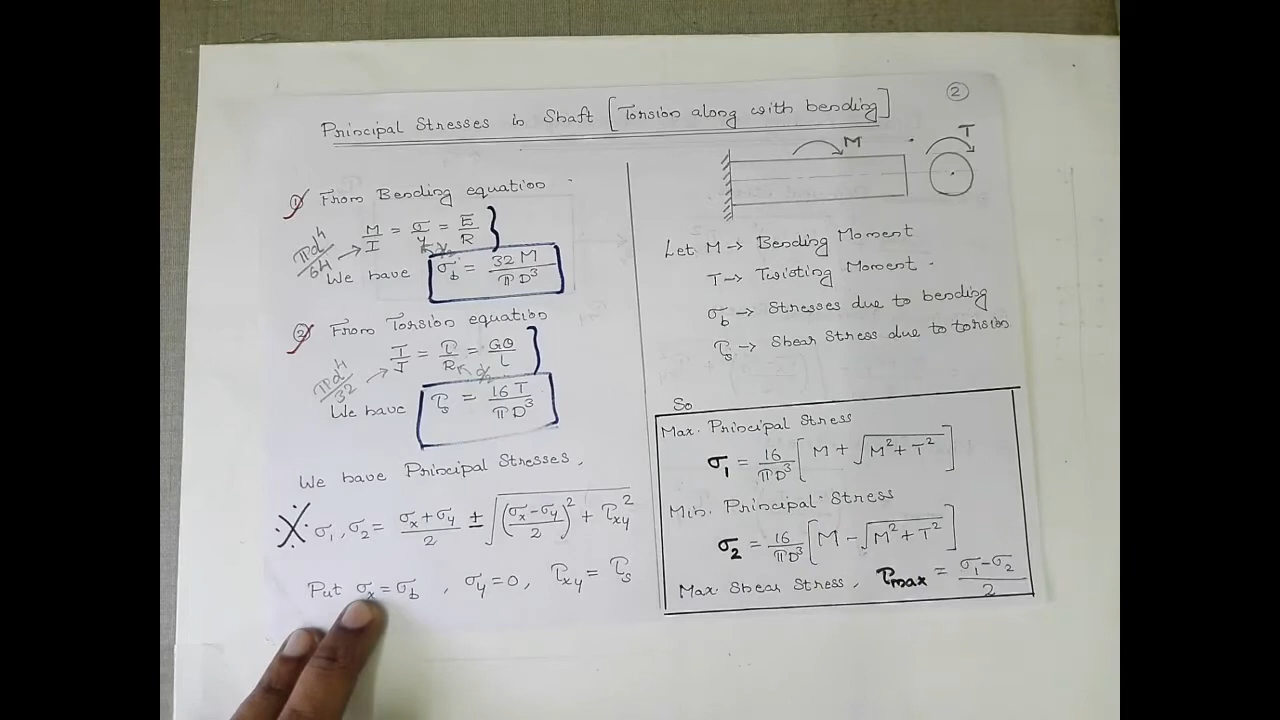 2
Principal Stresses in Shaft [Torsion along with bending]
① From Bending equation
M/I = σ/y = E/R
πd⁴/64
We have σb = 32 M/πD³
② From Torsion equation
T/J = τ/R = Gθ/L
d/2
πd⁴/32
We have τs = 16 T/πD³
We have Principal Stresses,
σ1, σ2 = (σx + σy)/2 ± √(((σx − σy)/2)² + τxy²)
Put σx = σb , σy = 0 , τxy = τs
M
T
Let M → Bending Moment
T → Twisting Moment.
σb → Stresses due to bending
τs → Shear Stress due to torsion
So
Max. Principal Stress
σ1 = 16/πD³ [M + √(M² + T²)]
Min. Principal Stress
σ2 = 16/πD³ [M − √(M² + T²)]
Max. Shear Stress, τmax = (σ1 − σ2)/2